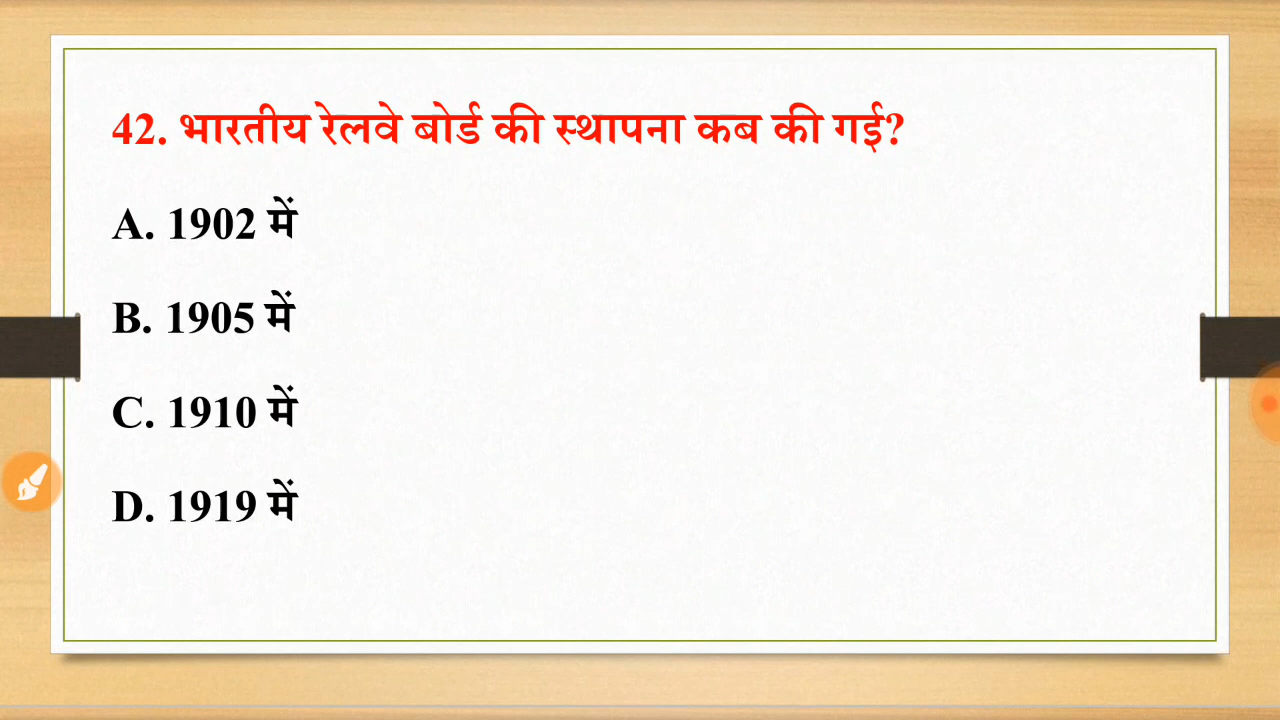 42. भारतीय रेलवे बोर्ड की स्थापना कब की गई?
A. 1902 में
B. 1905 में
C. 1910 में
D. 1919 में